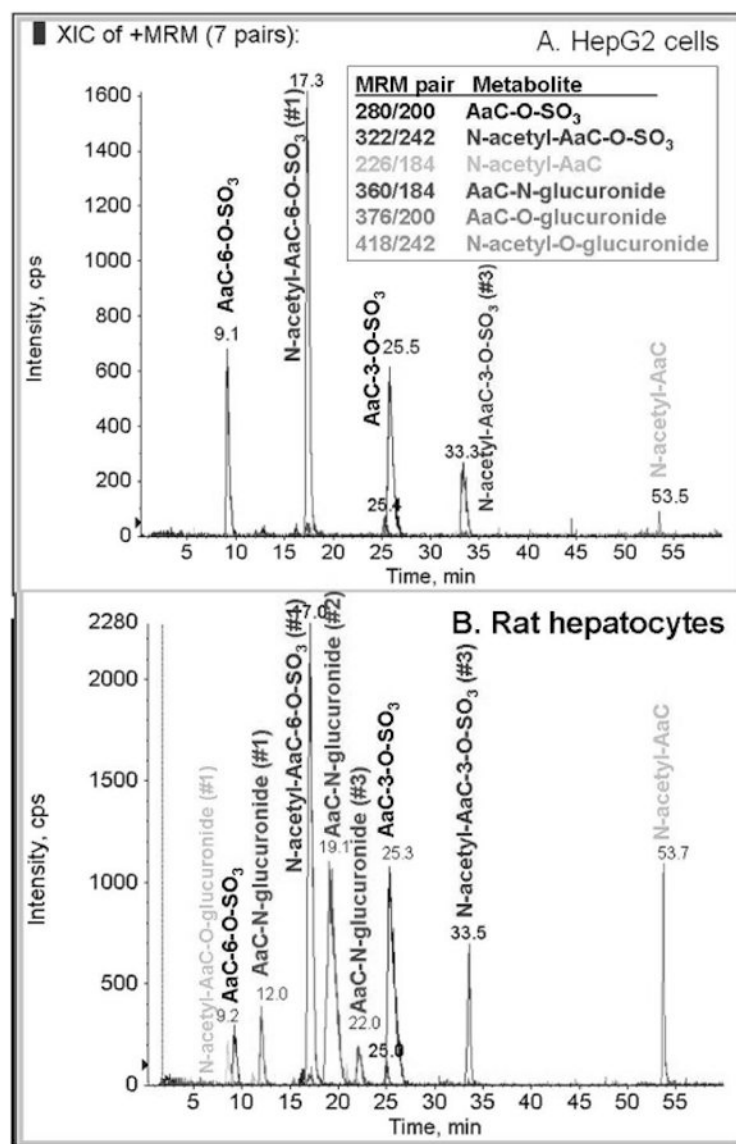 XIC of +MRM (7 pairs):
A. HepG2 cells
MRM pair Metabolite
280/200 AaC-O-SO₃
322/242 N-acetyl-AaC-O-SO₃
226/184 N-acetyl-AaC
360/184 AaC-N-glucuronide
376/200 AaC-O-glucuronide
418/242 N-acetyl-O-glucuronide
Intensity, cps
1600
1400
1200
1000
800
600
400
200
0
AaC-6-O-SO₃
9.1
N-acetyl-AaC-6-O-SO₃ (#1)
17.3
AaC-3-O-SO₃
25.5
25.4
N-acetyl-AaC-3-O-SO₃ (#3)
33.3
N-acetyl-AaC
53.5
5 10 15 20 25 30 35 40 45 50 55
Time, min
B. Rat hepatocytes
Intensity, cps
2280
2000
1500
1000
500
0
N-acetyl-AaC-O-glucuronide (#1)
AaC-6-O-SO₃
9.2
AaC-N-glucuronide (#1)
12.0
N-acetyl-AaC-6-O-SO₃ (#1)
17.0
AaC-N-glucuronide (#2)
19.1
AaC-N-glucuronide (#3)
22.0
AaC-3-O-SO₃
25.3
N-acetyl-AaC-3-O-SO₃ (#3)
33.5
N-acetyl-AaC
53.7
5 10 15 20 25 30 35 40 45 50 55
Time, min